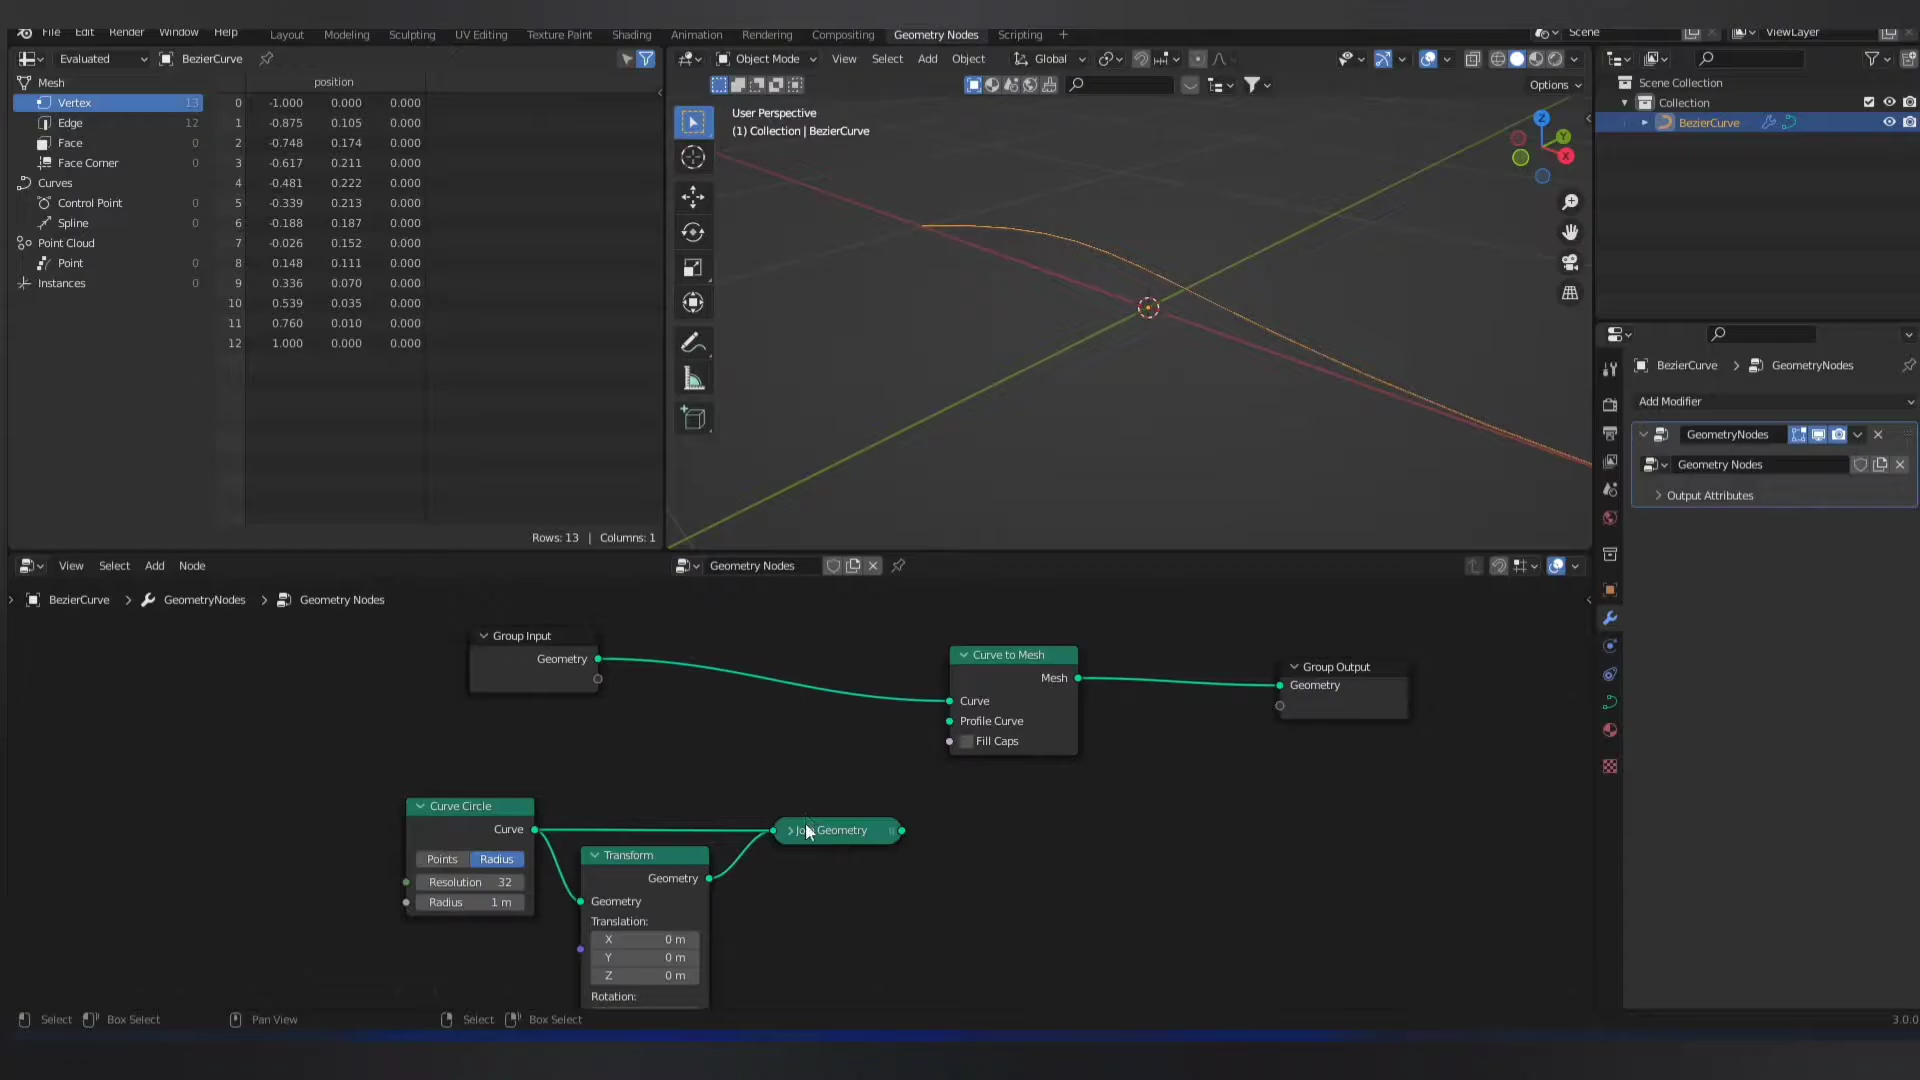 File Edit Render Window Help Layout Modeling Sculpting UV Editing Texture Paint Shading Animation Rendering Compositing Geometry Nodes Scripting + Scene ViewLayer
Evaluated BezierCurve
Object Mode View Select Add Object Global
Options
Mesh
Vertex 13
Edge 12
Face 0
Face Corner 0
Curves
Control Point 0
Spline 0
Point Cloud
Point 0
Instances 0
position
0 -1.000 0.000 0.000
1 -0.875 0.105 0.000
2 -0.748 0.174 0.000
3 -0.617 0.211 0.000
4 -0.481 0.222 0.000
5 -0.339 0.213 0.000
6 -0.188 0.187 0.000
7 -0.026 0.152 0.000
8 0.148 0.111 0.000
9 0.336 0.070 0.000
10 0.539 0.035 0.000
11 0.760 0.010 0.000
12 1.000 0.000 0.000
Rows: 13 | Columns: 1
User Perspective
(1) Collection | BezierCurve
Z
Y
X
Scene Collection
Collection
BezierCurve
BezierCurve > GeometryNodes
Add Modifier
GeometryNodes
Geometry Nodes
Output Attributes
View Select Add Node Geometry Nodes
BezierCurve > GeometryNodes > Geometry Nodes
Group Input
Geometry
Curve to Mesh
Mesh
Curve
Profile Curve
Fill Caps
Group Output
Geometry
Curve Circle
Curve
Points Radius
Resolution 32
Radius 1 m
Transform
Geometry
Geometry
Translation:
X 0 m
Y 0 m
Z 0 m
Rotation:
Geometry
Select Box Select Pan View Select Box Select 3.0.0